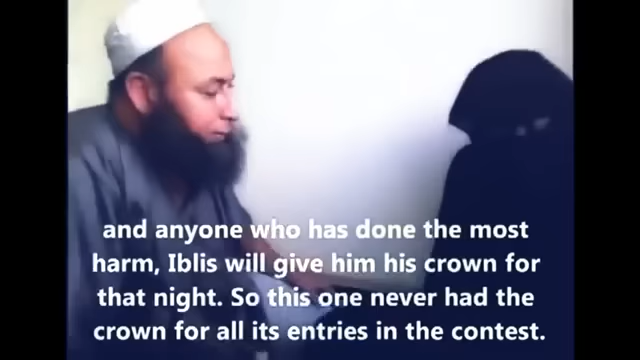 and anyone who has done the most
harm, Iblis will give him his crown for
that night. So this one never had the
crown for all its entries in the contest.